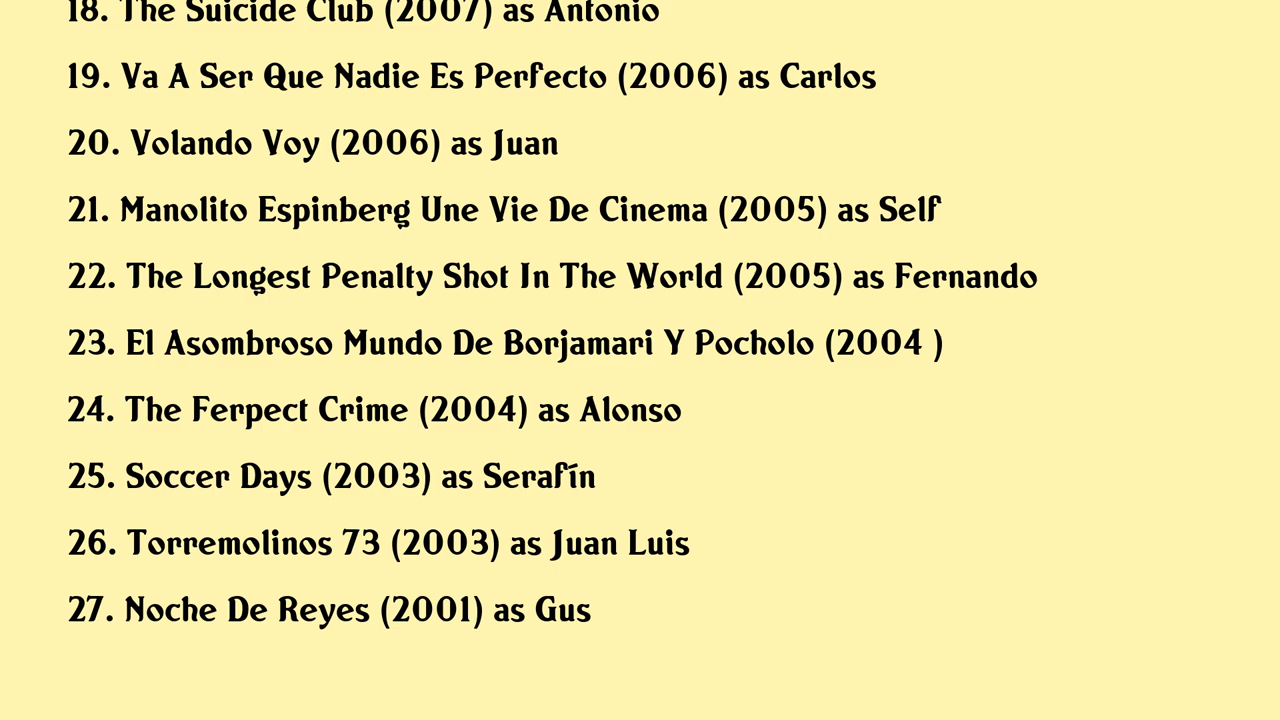 18. The Suicide Club (2007) as Antonio
19. Va A Ser Que Nadie Es Perfecto (2006) as Carlos
20. Volando Voy (2006) as Juan
21. Manolito Espinberg Une Vie De Cinema (2005) as Self
22. The Longest Penalty Shot In The World (2005) as Fernando
23. El Asombroso Mundo De Borjamari Y Pocholo (2004 )
24. The Ferpect Crime (2004) as Alonso
25. Soccer Days (2003) as Serafín
26. Torremolinos 73 (2003) as Juan Luis
27. Noche De Reyes (2001) as Gus